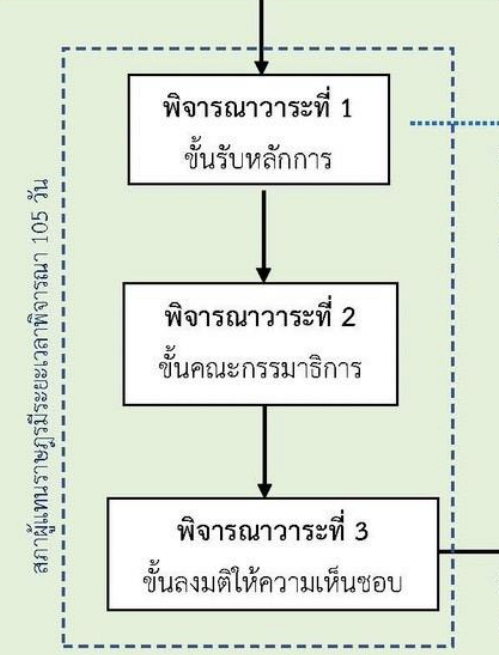 พิจารณาวาระที่ 1
ขั้นรับหลักการ
สภาผู้แทนราษฎรมีระยะเวลาพิจารณา 105 วัน
พิจารณาวาระที่ 2
ขั้นคณะกรรมาธิการ
พิจารณาวาระที่ 3
ขั้นลงมติให้ความเห็นชอบ